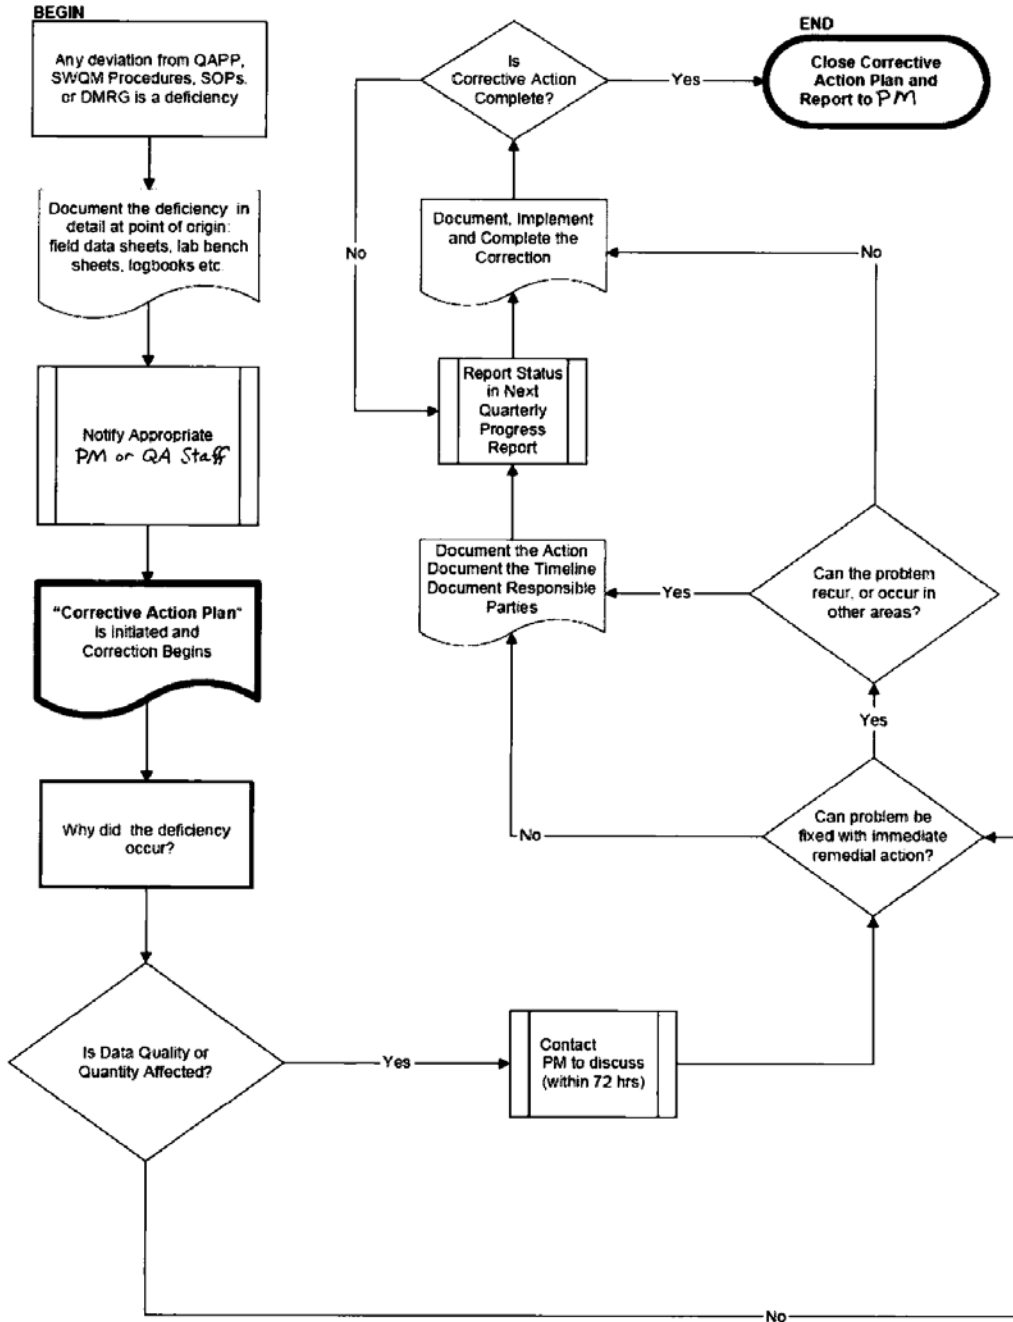 BEGIN
Any deviation from QAPP,
SWQM Procedures, SOPs.
or DMRG is a deficiency
Document the deficiency in
detail at point of origin:
field data sheets, lab bench
sheets, logbooks etc
Notify Appropriate
PM or QA Staff
"Corrective Action Plan"
is Initiated and
Correction Begins
Why did the deficiency
occur?
Is Data Quality or
Quantity Affected?
Yes
No
Contact
PM to discuss
(within 72 hrs)
Can problem be
fixed with immediate
remedial action?
No
Yes
Can the problem
recur, or occur in
other areas?
Yes
No
Document the Action
Document the Timeline
Document Responsible
Parties
Report Status
in Next
Quarterly
Progress
Report
Document, Implement
and Complete the
Correction
Is
Corrective Action
Complete?
No
Yes
END
Close Corrective
Action Plan and
Report to PM